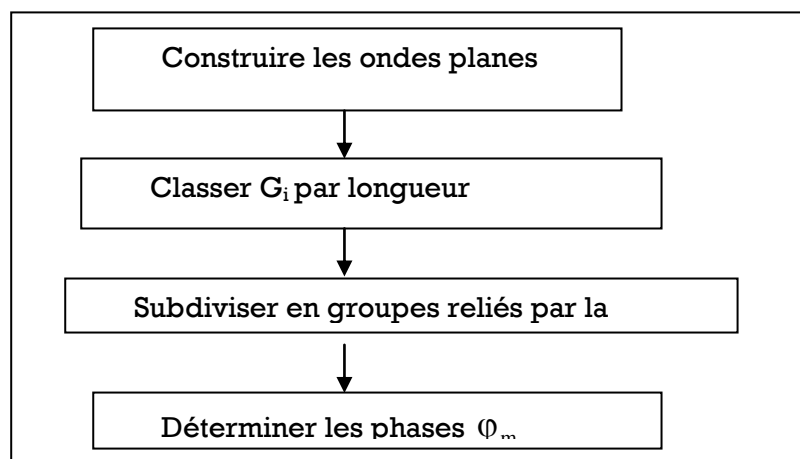 Construire les ondes planes
Classer Gi par longueur
Subdiviser en groupes reliés par la
Déterminer les phases φm